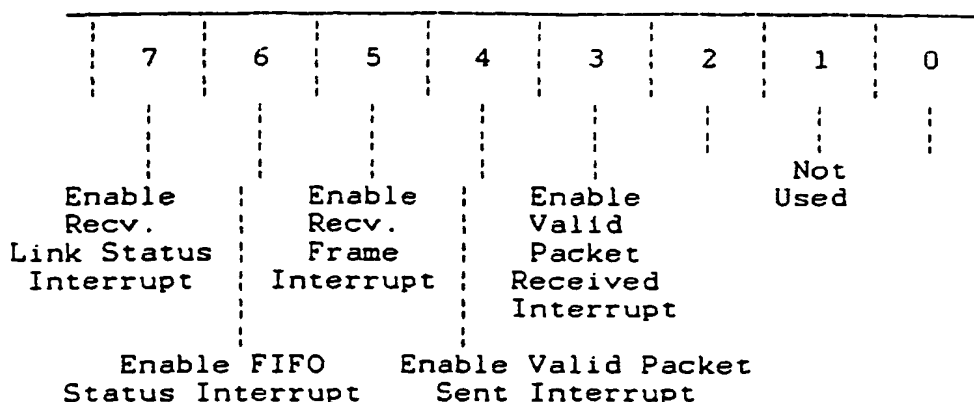 7 6 5 4 3 2 1 0
Not
Enable Enable Enable Used
Recv. Recv. Valid
Link Status Frame Packet
Interrupt Interrupt Received
Interrupt
Enable FIFO Enable Valid Packet
Status Interrupt Sent Interrupt